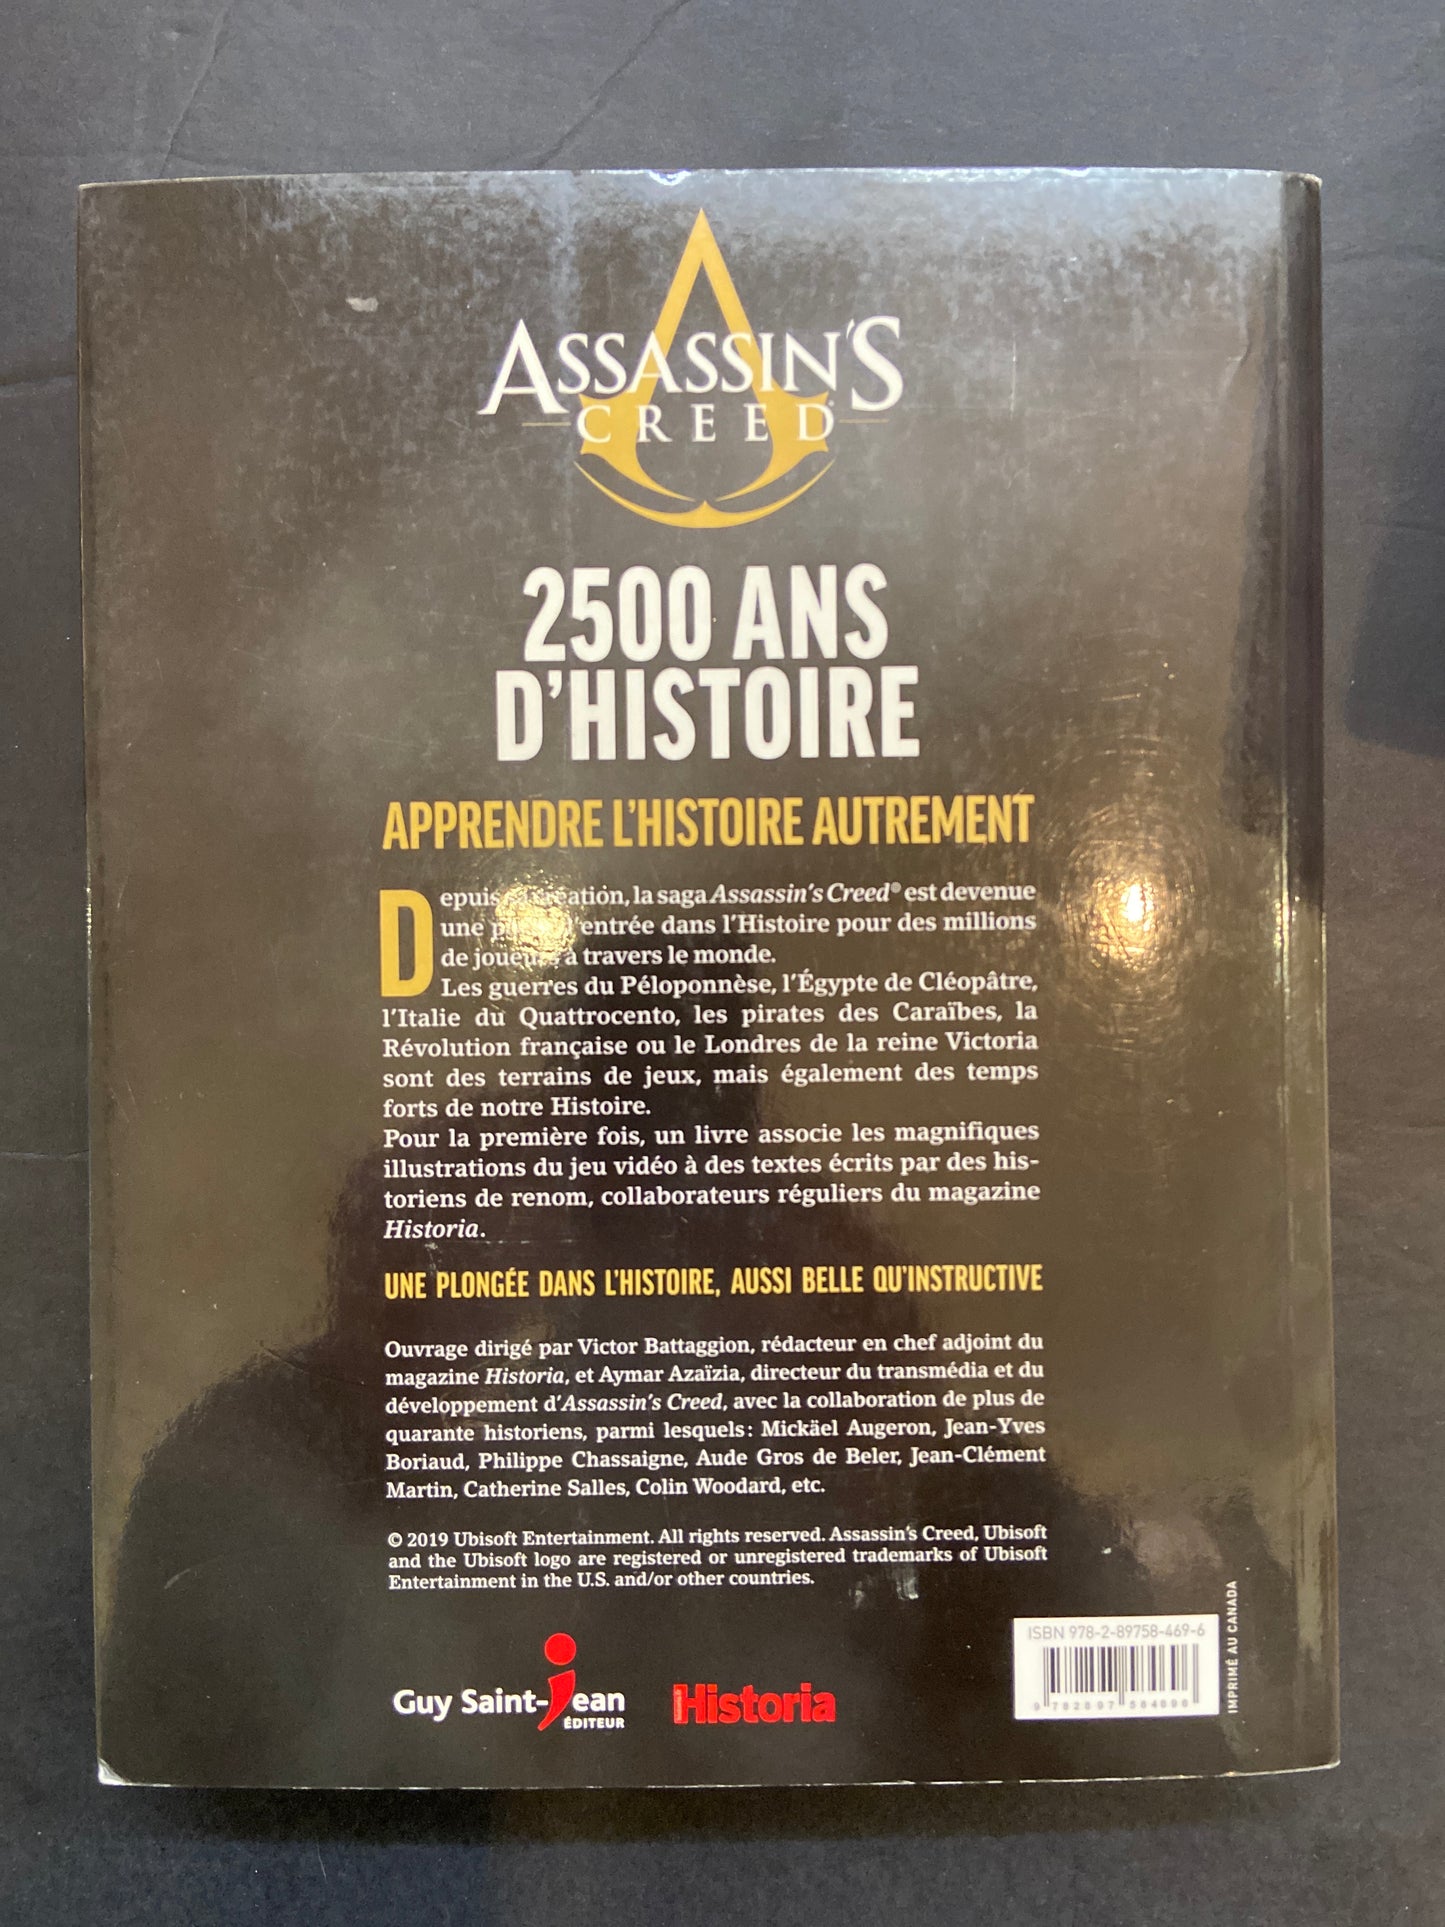 ASSASSIN'S
CREED
2500 ANS
D'HISTOIRE
APPRENDRE L'HISTOIRE AUTREMENT
Depuis création, la saga Assassin's Creed® est devenue
une d'entrée dans l'Histoire pour des millions
de joueurs à travers le monde.
Les guerres du Péloponnèse, l'Égypte de Cléopâtre,
l'Italie du Quattrocento, les pirates des Caraïbes, la
Révolution française ou le Londres de la reine Victoria
sont des terrains de jeux, mais également des temps
forts de notre Histoire.
Pour la première fois, un livre associe les magnifiques
illustrations du jeu vidéo à des textes écrits par des his-
toriens de renom, collaborateurs réguliers du magazine
Historia.
UNE PLONGÉE DANS L'HISTOIRE, AUSSI BELLE QU'INSTRUCTIVE
Ouvrage dirigé par Victor Battaggion, rédacteur en chef adjoint du
magazine Historia, et Aymar Azaïzia, directeur du transmédia et du
développement d'Assassin's Creed, avec la collaboration de plus de
quarante historiens, parmi lesquels : Mickäel Augeron, Jean-Yves
Boriaud, Philippe Chassaigne, Aude Gros de Beler, Jean-Clément
Martin, Catherine Salles, Colin Woodard, etc.
© 2019 Ubisoft Entertainment. All rights reserved. Assassin's Creed, Ubisoft
and the Ubisoft logo are registered or unregistered trademarks of Ubisoft
Entertainment in the U.S. and/or other countries.
Guy Saint-Jean
ÉDITEUR
Historia
ISBN 978-2-89758-469-6
9 782897 584696
IMPRIMÉ AU CANADA